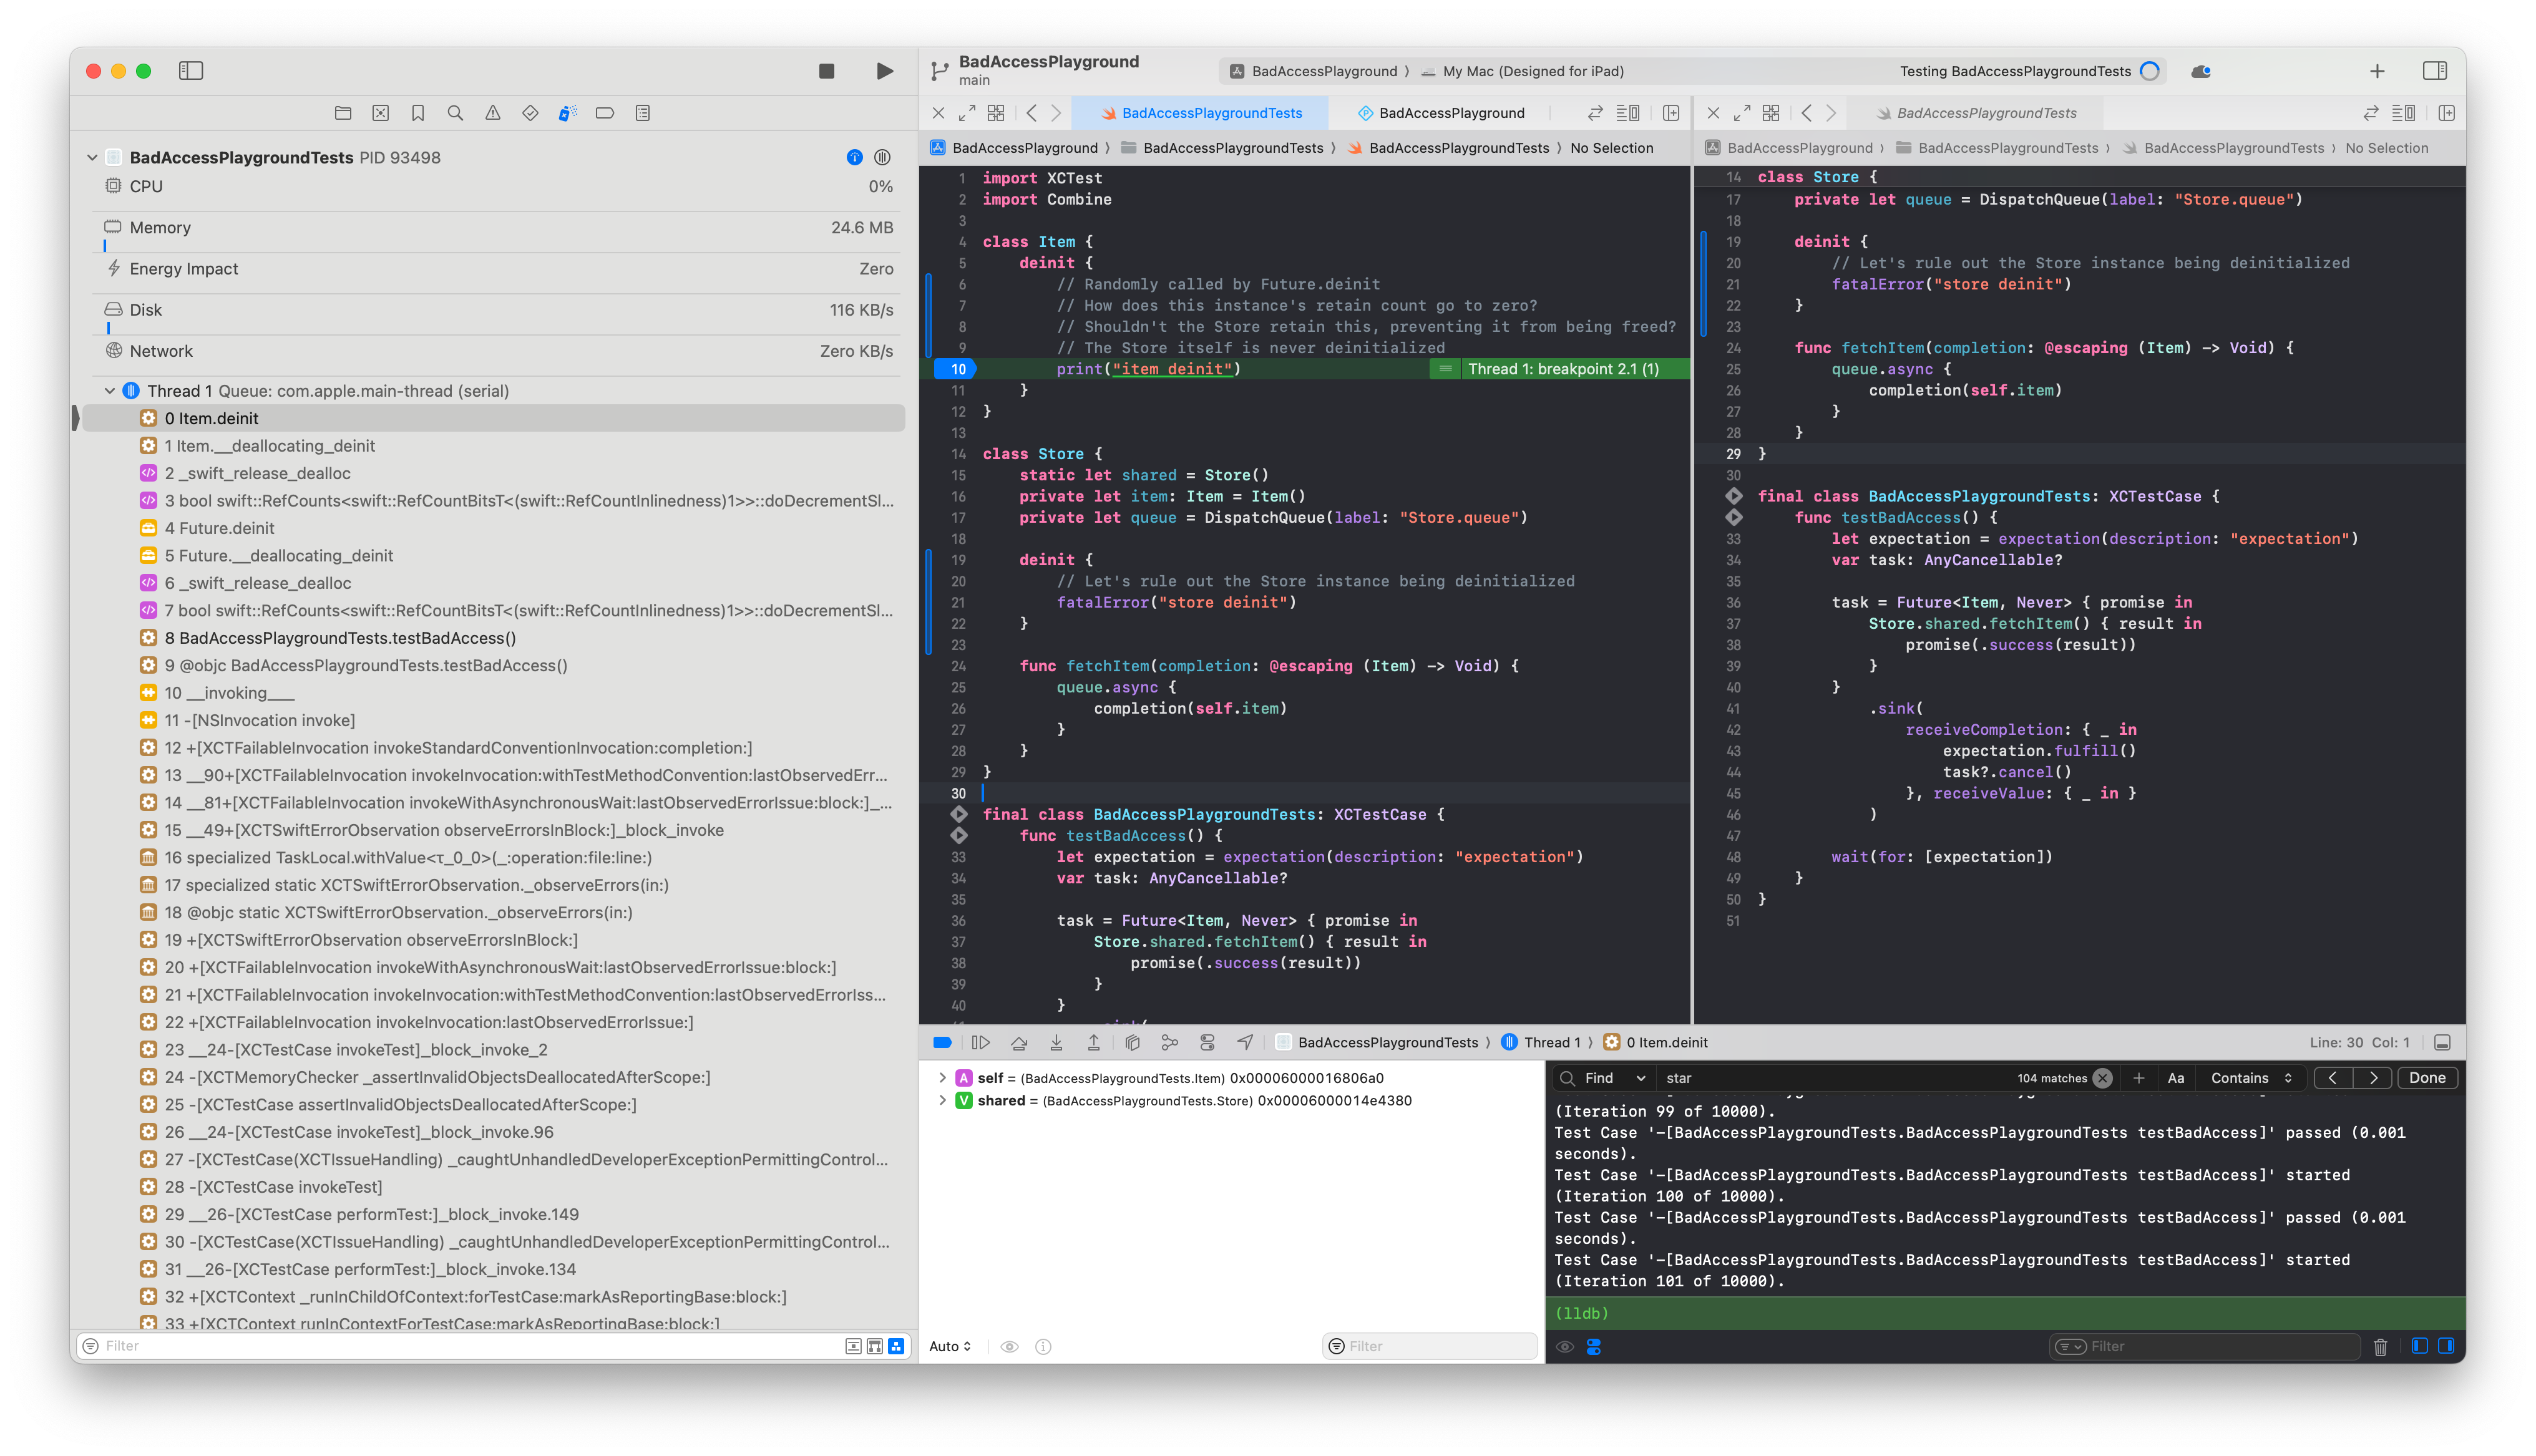 BadAccessPlaygroundTests PID 93498
CPU 0%
Memory 24.6 MB
Energy Impact Zero
Disk 116 KB/s
Network Zero KB/s
Thread 1 Queue: com.apple.main-thread (serial)
0 Item.deinit
1 Item.__deallocating_deinit
2 _swift_release_dealloc
3 bool swift::RefCounts<swift::RefCountBitsT<(swift::RefCountInlinedness)1>>::doDecrementSl...
4 Future.deinit
5 Future.__deallocating_deinit
6 _swift_release_dealloc
7 bool swift::RefCounts<swift::RefCountBitsT<(swift::RefCountInlinedness)1>>::doDecrementSl...
8 BadAccessPlaygroundTests.testBadAccess()
9 @objc BadAccessPlaygroundTests.testBadAccess()
10 __invoking___
11 -[NSInvocation invoke]
12 +[XCTFailableInvocation invokeStandardConventionInvocation:completion:]
13 __90+[XCTFailableInvocation invokeInvocation:withTestMethodConvention:lastObservedErr...
14 __81+[XCTFailableInvocation invokeWithAsynchronousWait:lastObservedErrorIssue:block:]_...
15 __49+[XCTSwiftErrorObservation observeErrorsInBlock:]_block_invoke
16 specialized TaskLocal.withValue<τ_0_0>(_:operation:file:line:)
17 specialized static XCTSwiftErrorObservation._observeErrors(in:)
18 @objc static XCTSwiftErrorObservation._observeErrors(in:)
19 +[XCTSwiftErrorObservation observeErrorsInBlock:]
20 +[XCTFailableInvocation invokeWithAsynchronousWait:lastObservedErrorIssue:block:]
21 +[XCTFailableInvocation invokeInvocation:withTestMethodConvention:lastObservedErrorIss...
22 +[XCTFailableInvocation invokeInvocation:lastObservedErrorIssue:]
23 __24-[XCTestCase invokeTest]_block_invoke_2
24 -[XCTMemoryChecker _assertInvalidObjectsDeallocatedAfterScope:]
25 -[XCTestCase assertInvalidObjectsDeallocatedAfterScope:]
26 __24-[XCTestCase invokeTest]_block_invoke.96
27 -[XCTestCase(XCTIssueHandling) _caughtUnhandledDeveloperExceptionPermittingControl...
28 -[XCTestCase invokeTest]
29 __26-[XCTestCase performTest:]_block_invoke.149
30 -[XCTestCase(XCTIssueHandling) _caughtUnhandledDeveloperExceptionPermittingControl...
31 __26-[XCTestCase performTest:]_block_invoke.134
32 +[XCTContext _runInChildOfContext:forTestCase:markAsReportingBase:block:]
33 +[XCTContext runInContextForTestCase:markAsReportingBase:block:]
Filter
BadAccessPlayground
main
BadAccessPlayground 〉 My Mac (Designed for iPad)
Testing BadAccessPlaygroundTests
BadAccessPlaygroundTests
BadAccessPlayground
BadAccessPlayground 〉 BadAccessPlaygroundTests 〉 BadAccessPlaygroundTests 〉 No Selection
1 import XCTest
2 import Combine
3
4 class Item {
5 deinit {
6 // Randomly called by Future.deinit
7 // How does this instance's retain count go to zero?
8 // Shouldn't the Store retain this, preventing it from being freed?
9 // The Store itself is never deinitialized
10 print("item deinit") Thread 1: breakpoint 2.1 (1)
11 }
12 }
13
14 class Store {
15 static let shared = Store()
16 private let item: Item = Item()
17 private let queue = DispatchQueue(label: "Store.queue")
18
19 deinit {
20 // Let's rule out the Store instance being deinitialized
21 fatalError("store deinit")
22 }
23
24 func fetchItem(completion: @escaping (Item) -> Void) {
25 queue.async {
26 completion(self.item)
27 }
28 }
29 }
30
final class BadAccessPlaygroundTests: XCTestCase {
func testBadAccess() {
33 let expectation = expectation(description: "expectation")
34 var task: AnyCancellable?
35
36 task = Future<Item, Never> { promise in
37 Store.shared.fetchItem() { result in
38 promise(.success(result))
39 }
40 }
BadAccessPlaygroundTests
BadAccessPlayground 〉 BadAccessPlaygroundTests 〉 BadAccessPlaygroundTests 〉 No Selection
14 class Store {
17 private let queue = DispatchQueue(label: "Store.queue")
18
19 deinit {
20 // Let's rule out the Store instance being deinitialized
21 fatalError("store deinit")
22 }
23
24 func fetchItem(completion: @escaping (Item) -> Void) {
25 queue.async {
26 completion(self.item)
27 }
28 }
29 }
30
final class BadAccessPlaygroundTests: XCTestCase {
func testBadAccess() {
33 let expectation = expectation(description: "expectation")
34 var task: AnyCancellable?
35
36 task = Future<Item, Never> { promise in
37 Store.shared.fetchItem() { result in
38 promise(.success(result))
39 }
40 }
41 .sink(
42 receiveCompletion: { _ in
43 expectation.fulfill()
44 task?.cancel()
45 }, receiveValue: { _ in }
46 )
47
48 wait(for: [expectation])
49 }
50 }
51
BadAccessPlaygroundTests 〉 Thread 1 〉 0 Item.deinit
Line: 30 Col: 1
self = (BadAccessPlaygroundTests.Item) 0x00006000016806a0
shared = (BadAccessPlaygroundTests.Store) 0x00006000014e4380
Auto
Filter
Find star 104 matches Aa Contains Done
(Iteration 99 of 10000).
Test Case '-[BadAccessPlaygroundTests.BadAccessPlaygroundTests testBadAccess]' passed (0.001
seconds).
Test Case '-[BadAccessPlaygroundTests.BadAccessPlaygroundTests testBadAccess]' started
(Iteration 100 of 10000).
Test Case '-[BadAccessPlaygroundTests.BadAccessPlaygroundTests testBadAccess]' passed (0.001
seconds).
Test Case '-[BadAccessPlaygroundTests.BadAccessPlaygroundTests testBadAccess]' started
(Iteration 101 of 10000).
(lldb)
Filter